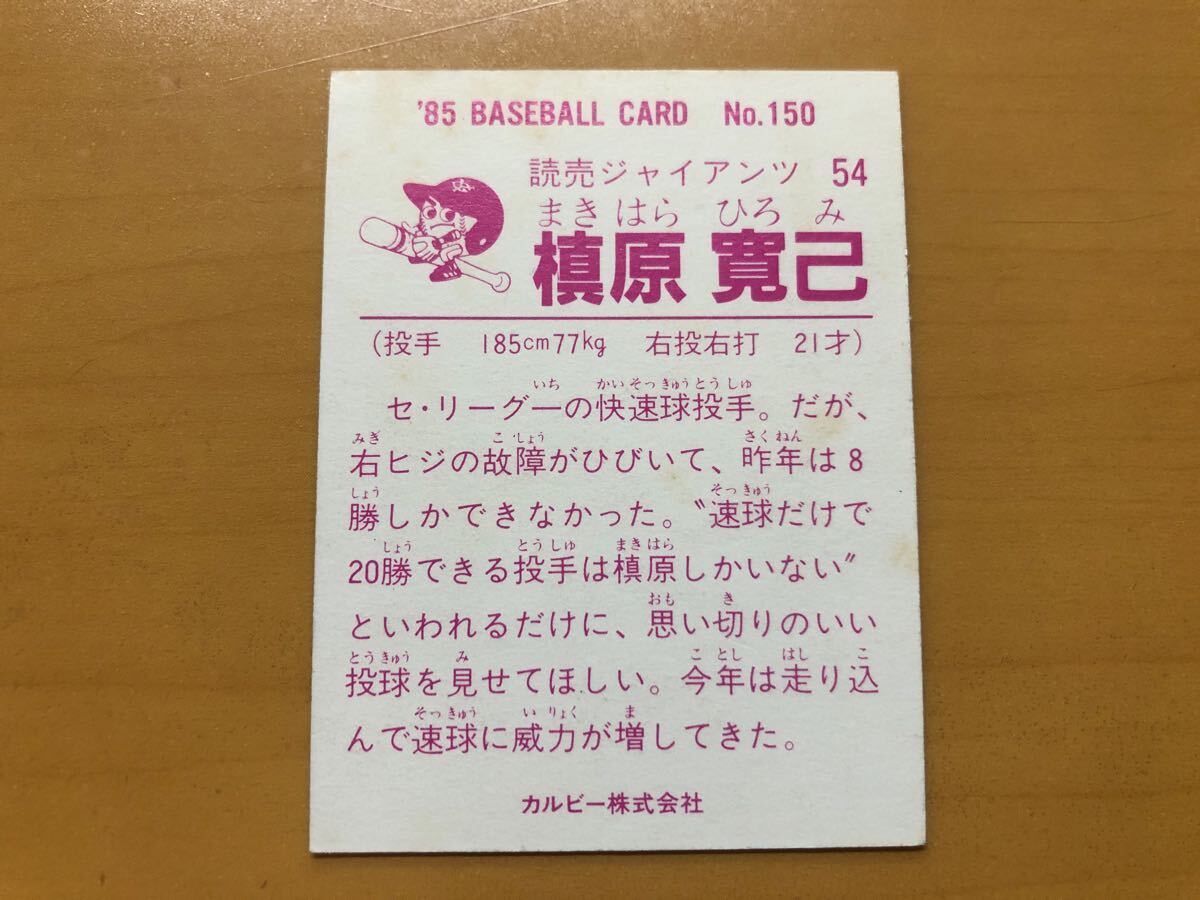 '85 BASEBALL CARD No.150
読売ジャイアンツ 54
まきはら ひろみ
槙原 寛己
(投手 185cm77kg 右投右打 21才)
いち かいそっきゅうとうしゅ
セ・リーグ一の快速球投手。だが、
みぎ こしょう さくねん
右ヒジの故障がひびいて、昨年は8
しょう そっきゅう
勝しかできなかった。〝速球だけで
しょう とうしゅ まきはら
20勝できる投手は槙原しかいない〟
おも き
といわれるだけに、思い切りのいい
とうきゅう み ことし はし こ
投球を見せてほしい。今年は走り込
そっきゅう いりょく ま
んで速球に威力が増してきた。
カルビー株式会社